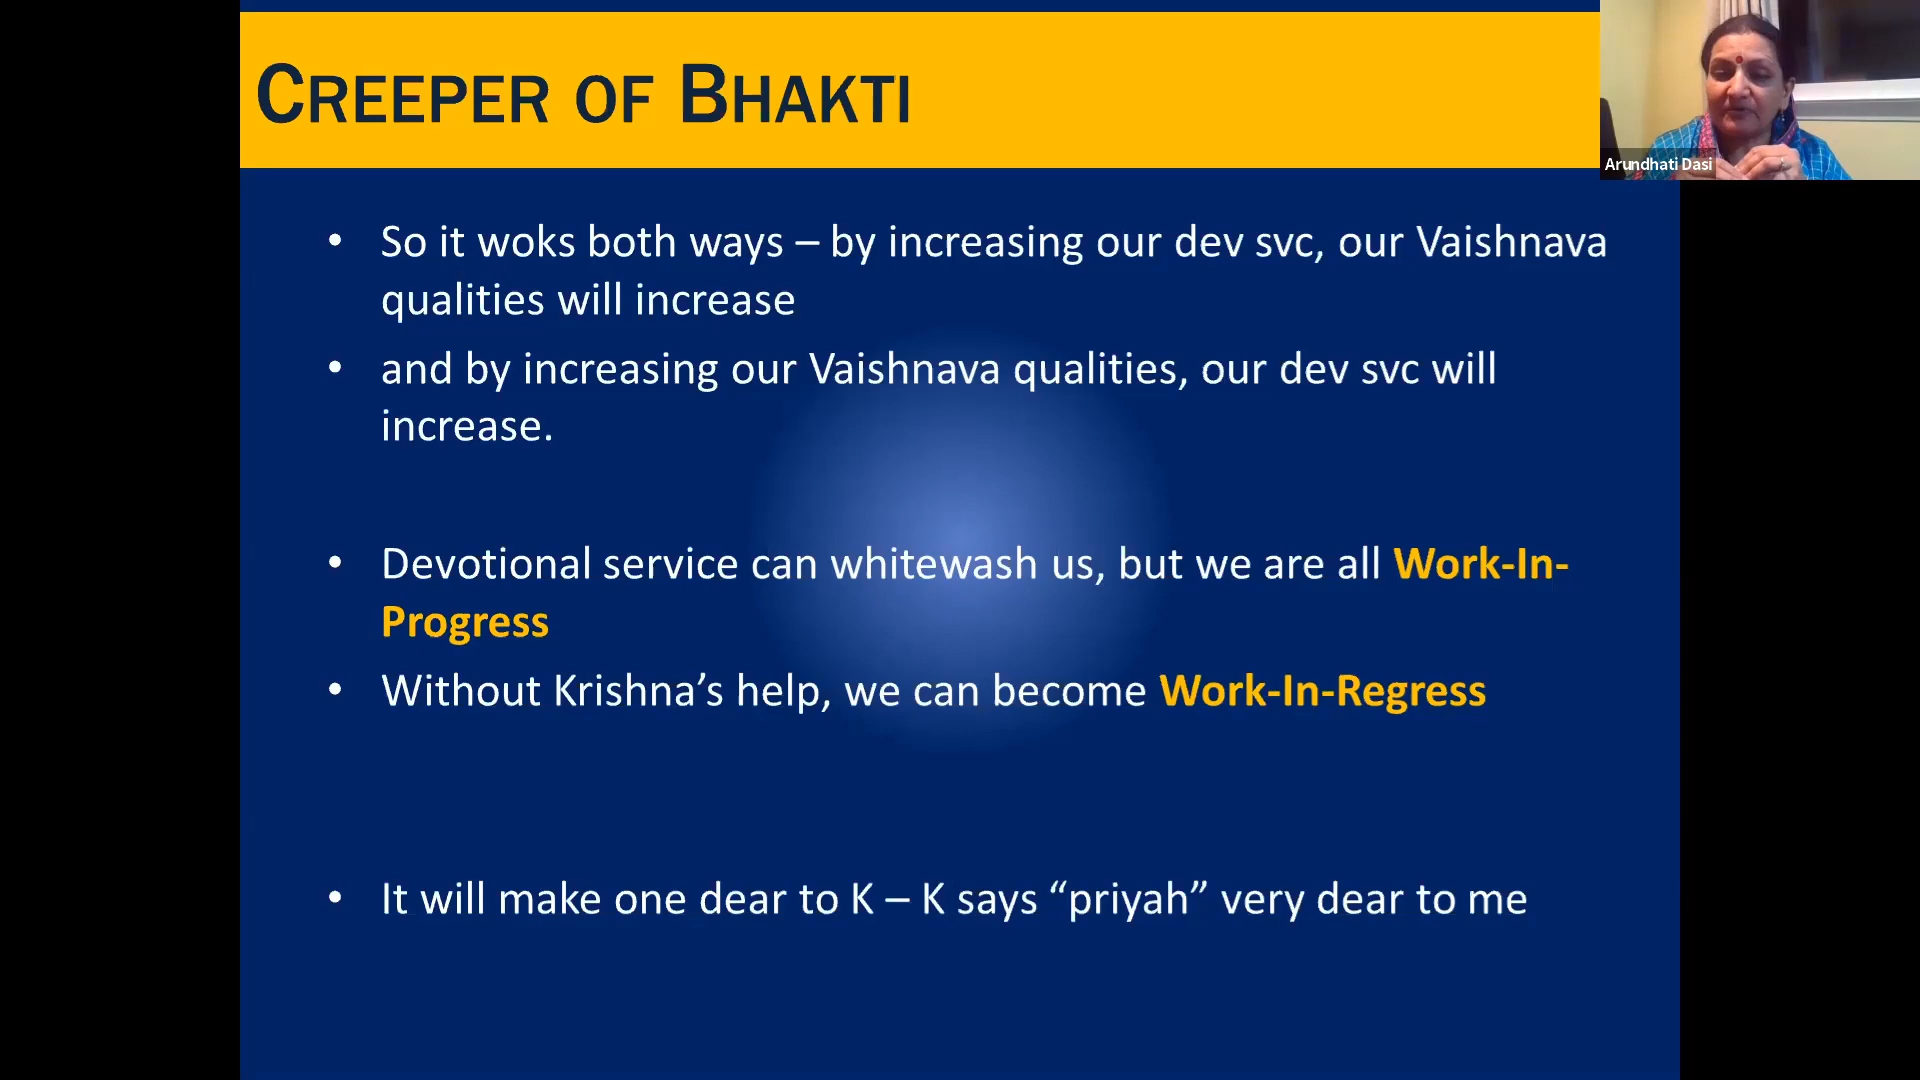 CREEPER OF BHAKTI
Arundhati Dasi
• So it woks both ways – by increasing our dev svc, our Vaishnava
qualities will increase
• and by increasing our Vaishnava qualities, our dev svc will
increase.
• Devotional service can whitewash us, but we are all Work-In-
Progress
• Without Krishna’s help, we can become Work-In-Regress
• It will make one dear to K – K says “priyah” very dear to me